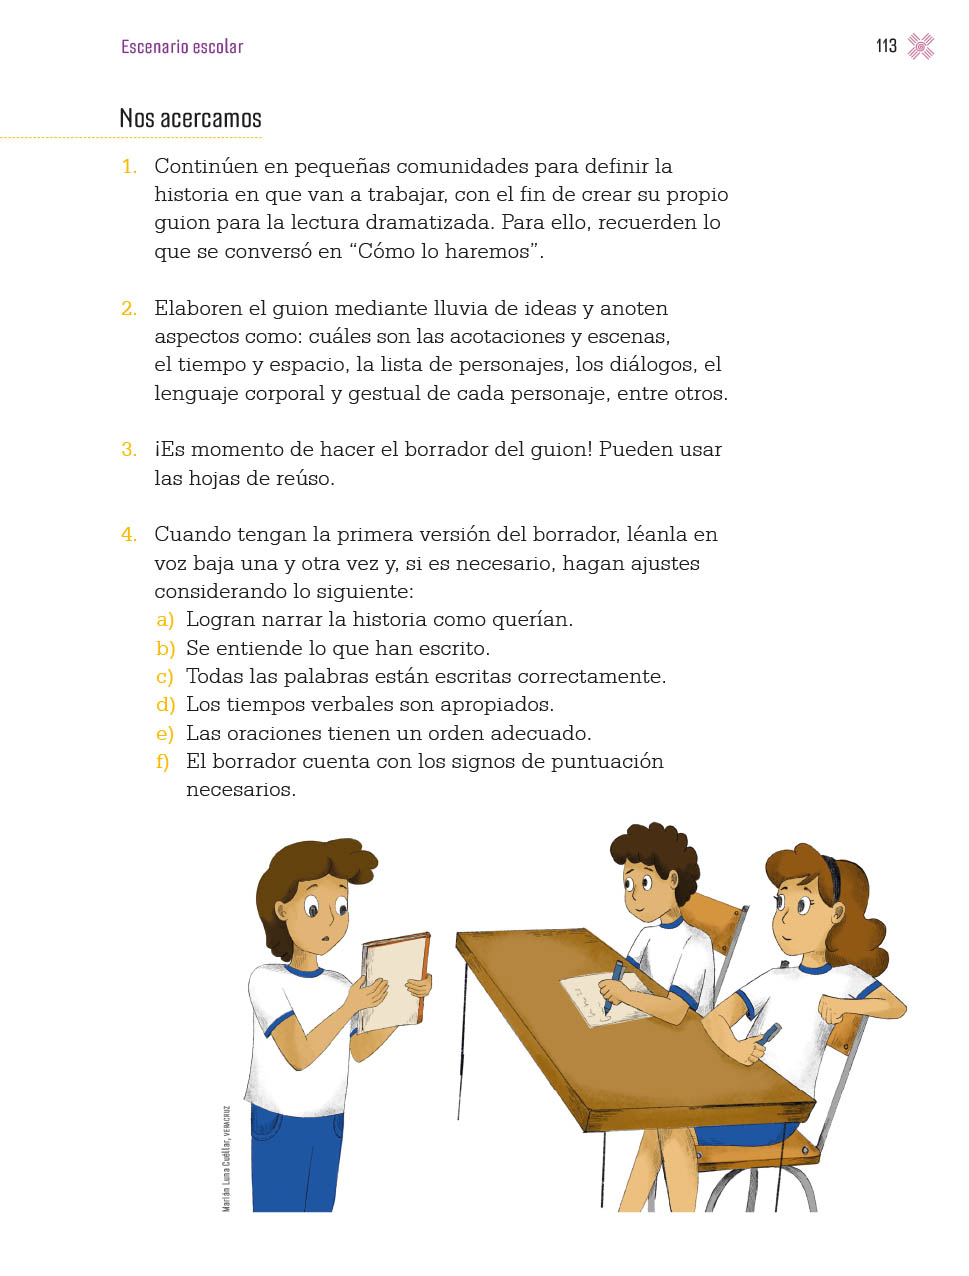 Escenario escolar
113
Nos acercamos
1. Continúen en pequeñas comunidades para definir la
historia en que van a trabajar, con el fin de crear su propio
guion para la lectura dramatizada. Para ello, recuerden lo
que se conversó en “Cómo lo haremos”.
2. Elaboren el guion mediante lluvia de ideas y anoten
aspectos como: cuáles son las acotaciones y escenas,
el tiempo y espacio, la lista de personajes, los diálogos, el
lenguaje corporal y gestual de cada personaje, entre otros.
3. ¡Es momento de hacer el borrador del guion! Pueden usar
las hojas de reúso.
4. Cuando tengan la primera versión del borrador, léanla en
voz baja una y otra vez y, si es necesario, hagan ajustes
considerando lo siguiente:
a) Logran narrar la historia como querían.
b) Se entiende lo que han escrito.
c) Todas las palabras están escritas correctamente.
d) Los tiempos verbales son apropiados.
e) Las oraciones tienen un orden adecuado.
f) El borrador cuenta con los signos de puntuación
necesarios.
Marián Luna Cuéllar, VERACRUZ